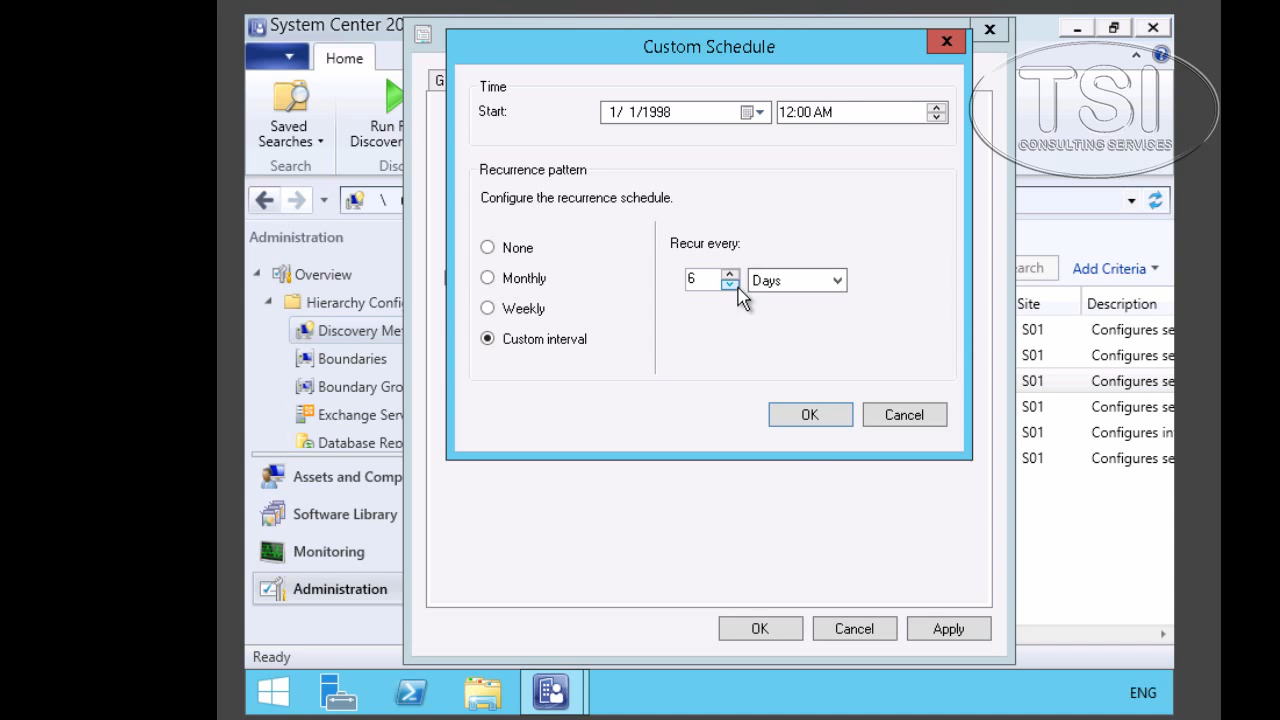 System Center 20
Custom Schedule
Home
Saved
Searches
Run F
Discover
Search
Disc
Time
Start:
1/ 1/1998
12:00 AM
TSI
CONSULTING SERVICES
Recurrence pattern
Configure the recurrence schedule.
None
Monthly
Weekly
Custom interval
Recur every:
6
Days
OK
Cancel
\
Administration
Overview
Hierarchy Confi
Discovery Me
Boundaries
Boundary Gro
Exchange Serv
Database Rep
Assets and Comp
Software Library
Monitoring
Administration
G
earch
Add Criteria
Site
Description
S01
Configures se
S01
Configures se
S01
Configures se
S01
Configures se
S01
Configures in
S01
Configures se
OK
Cancel
Apply
Ready
ENG